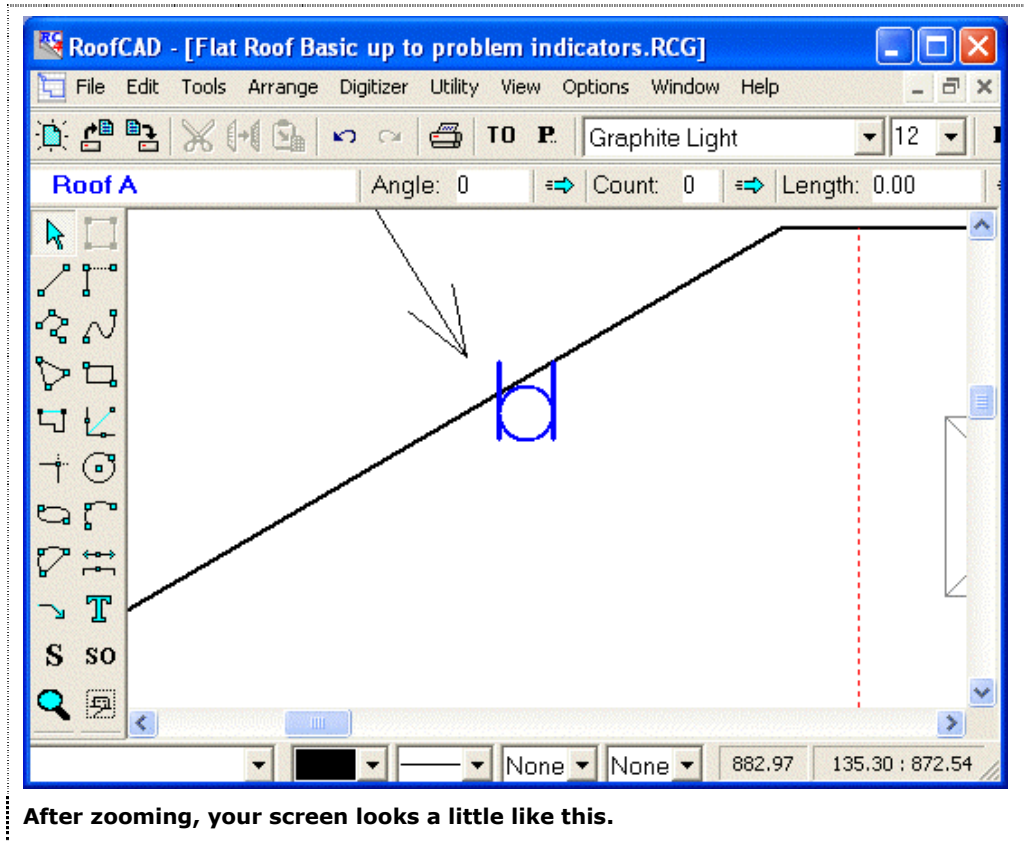 RoofCAD - [Flat Roof Basic up to problem indicators.RCG]
File Edit Tools Arrange Digitizer Utility View Options Window Help
TO P. Graphite Light 12
Roof A Angle: 0 Count: 0 Length: 0.00
T
S SO
None None 882.97 135.30 : 872.54
After zooming, your screen looks a little like this.